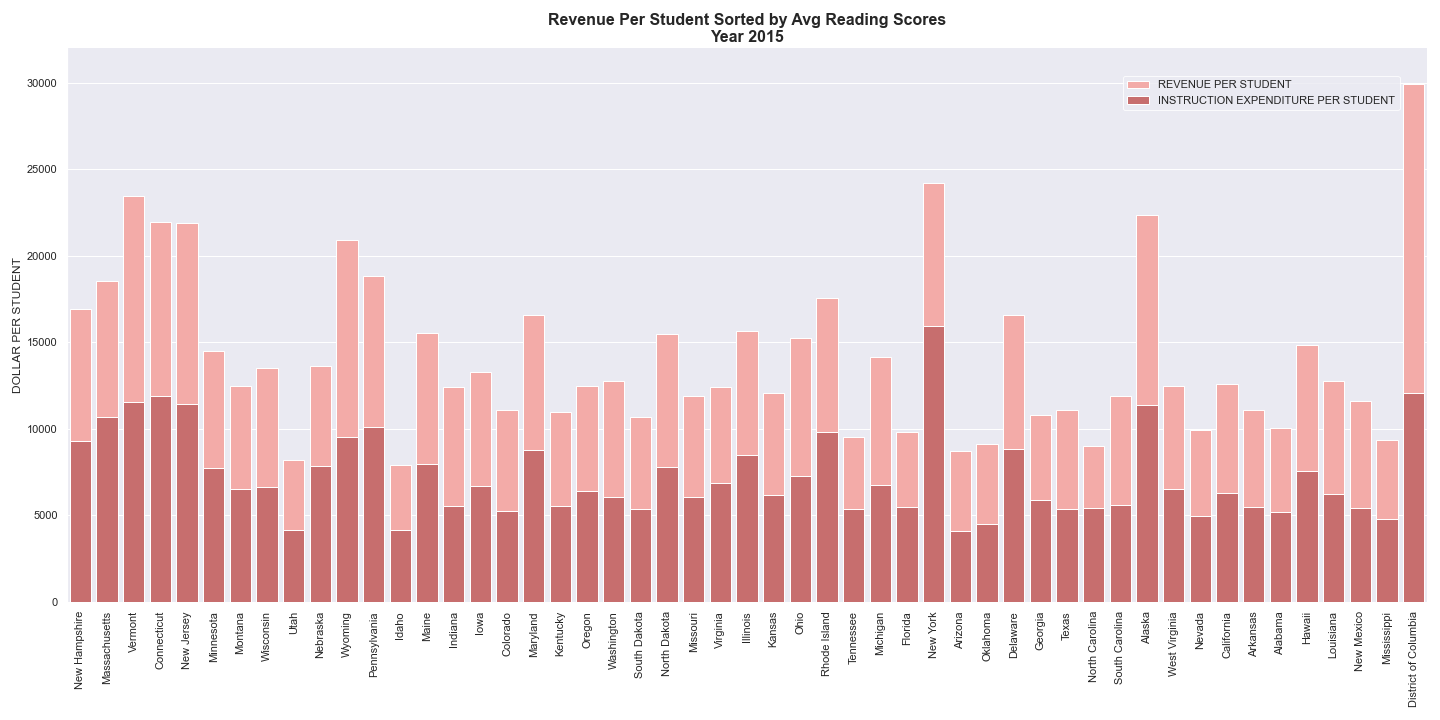 Revenue Per Student Sorted by Avg Reading Scores
Year 2015
REVENUE PER STUDENT
INSTRUCTION EXPENDITURE PER STUDENT
DOLLAR PER STUDENT
30000
25000
20000
15000
10000
5000
0
New Hampshire
Massachusetts
Vermont
Connecticut
New Jersey
Minnesota
Montana
Wisconsin
Utah
Nebraska
Wyoming
Pennsylvania
Idaho
Maine
Indiana
Iowa
Colorado
Maryland
Kentucky
Oregon
Washington
South Dakota
North Dakota
Missouri
Virginia
Illinois
Kansas
Ohio
Rhode Island
Tennessee
Michigan
Florida
New York
Arizona
Oklahoma
Delaware
Georgia
Texas
North Carolina
South Carolina
Alaska
West Virginia
Nevada
California
Arkansas
Alabama
Hawaii
Louisiana
New Mexico
Mississippi
District of Columbia